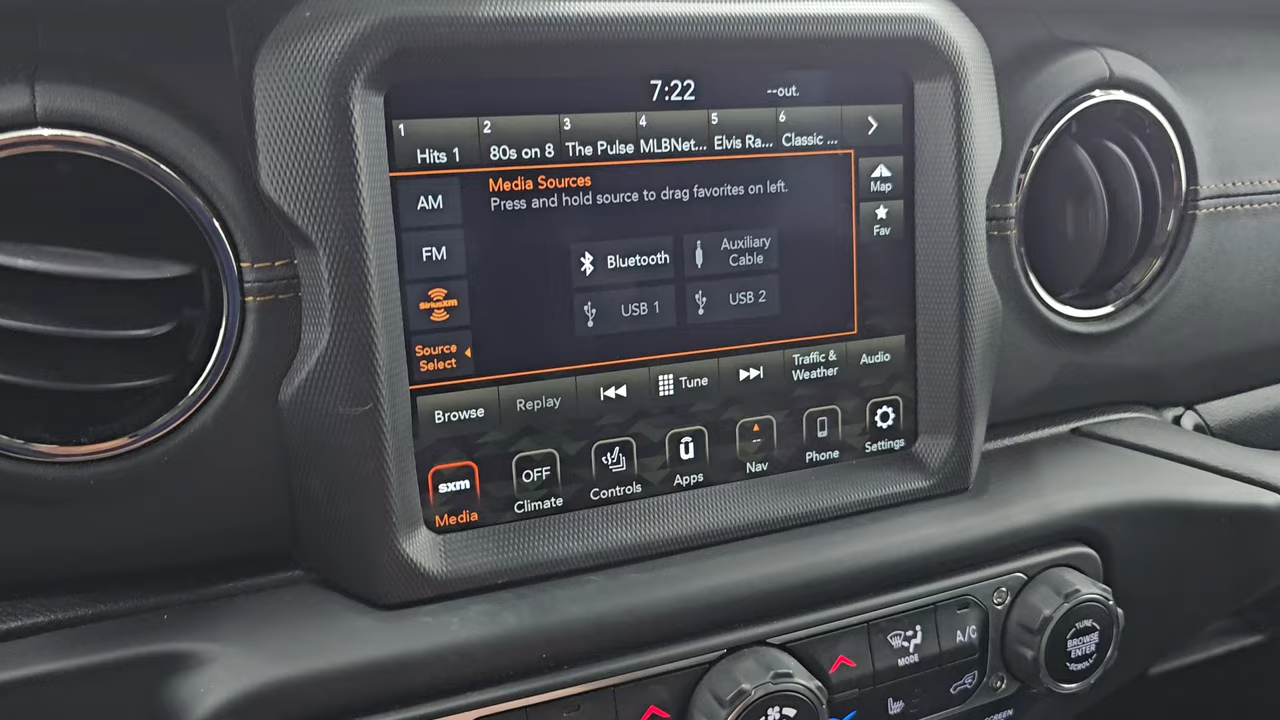 7:22
--out.
1
Hits 1
2
80s on 8
3
The Pulse
4
MLBNet...
5
Elvis Ra...
6
Classic ...
AM
FM
SiriusXM
Source
Select
Media Sources
Press and hold source to drag favorites on left.
Bluetooth
Auxiliary
Cable
USB 1
USB 2
Map
Fav
Browse
Replay
Tune
Traffic &
Weather
Audio
sxm
Media
OFF
Climate
Controls
ū
Apps
--
Nav
Phone
Settings
MODE
A/C
TUNE
BROWSE
ENTER
SCROLL
SCREEN